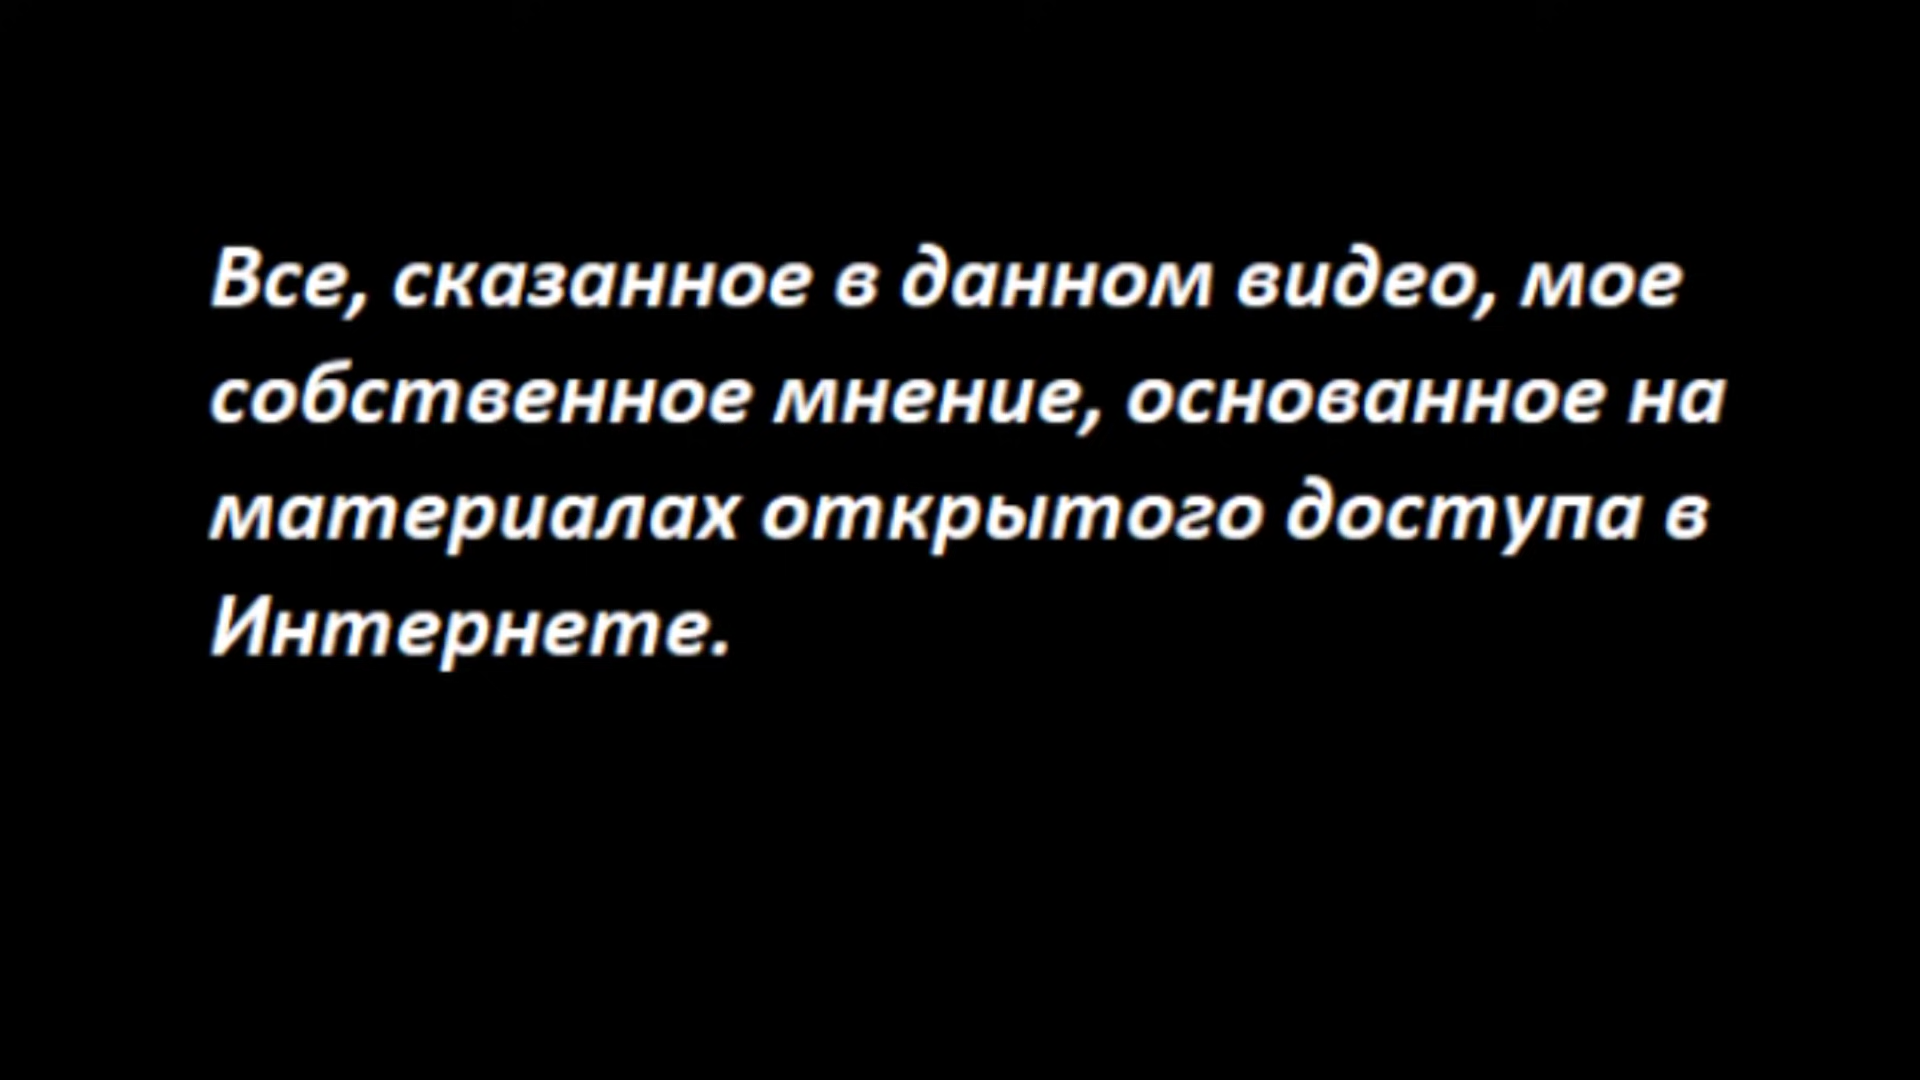 Все, сказанное в данном видео, мое
собственное мнение, основанное на
материалах открытого доступа в
Интернете.